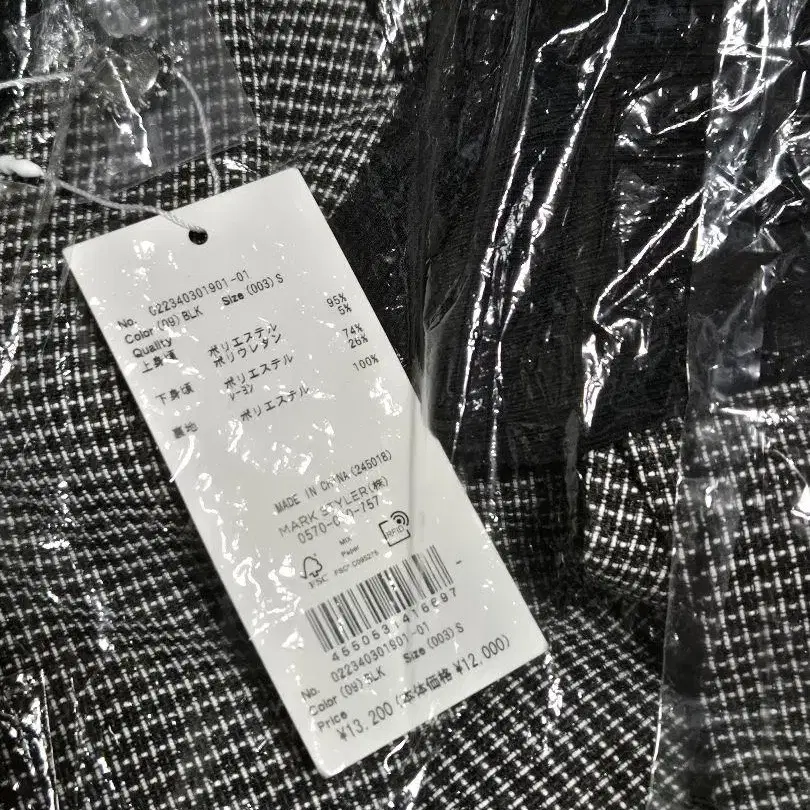 No. 022340301901-01
Color (09) BLK Size (003) S
Quality
上身頃 ポリエステル 95%
ポリウレタン 5%
下身頃 ポリエステル 74%
レーヨン 26%
裏地 ポリエステル 100%
MADE IN CHINA (245018)
MARK STYLER(株)
RFID
MIX
Paper
FSC
No. 022340301901-01
Color (09) BLK Size (003) S
Price
¥13,200 (本体価格 ¥12,000)